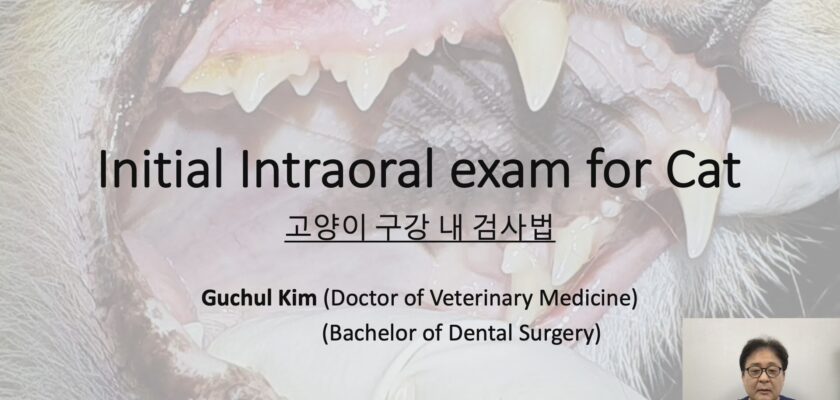 Initial Intraoral exam for Cat
고양이 구강 내 검사법
Guchul Kim (Doctor of Veterinary Medicine)
(Bachelor of Dental Surgery)